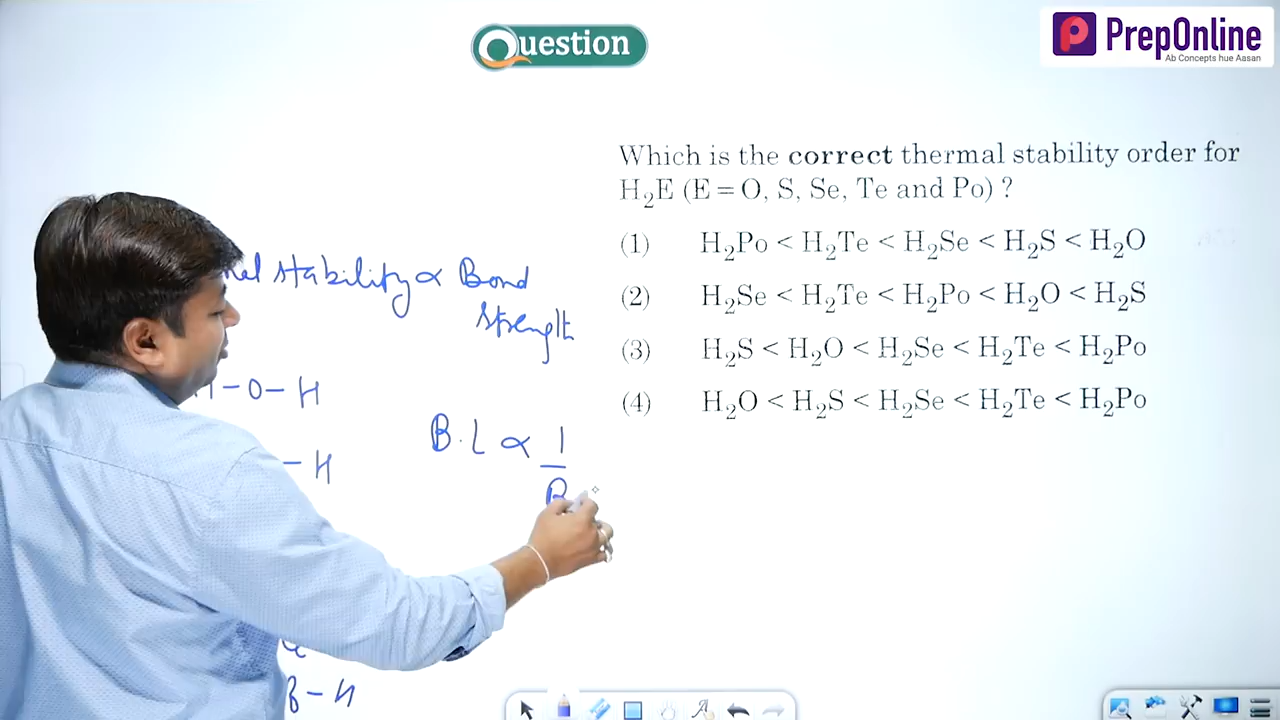 Question
PrepOnline
Ab Concepts hue Aasan
Which is the correct thermal stability order for
H₂E (E = O, S, Se, Te and Po) ?
(1) H₂Po < H₂Te < H₂Se < H₂S < H₂O
(2) H₂Se < H₂Te < H₂Po < H₂O < H₂S
(3) H₂S < H₂O < H₂Se < H₂Te < H₂Po
(4) H₂O < H₂S < H₂Se < H₂Te < H₂Po
stability ∝ Bond
Strength
-O-H
-H
B.L ∝ 1
B
-H